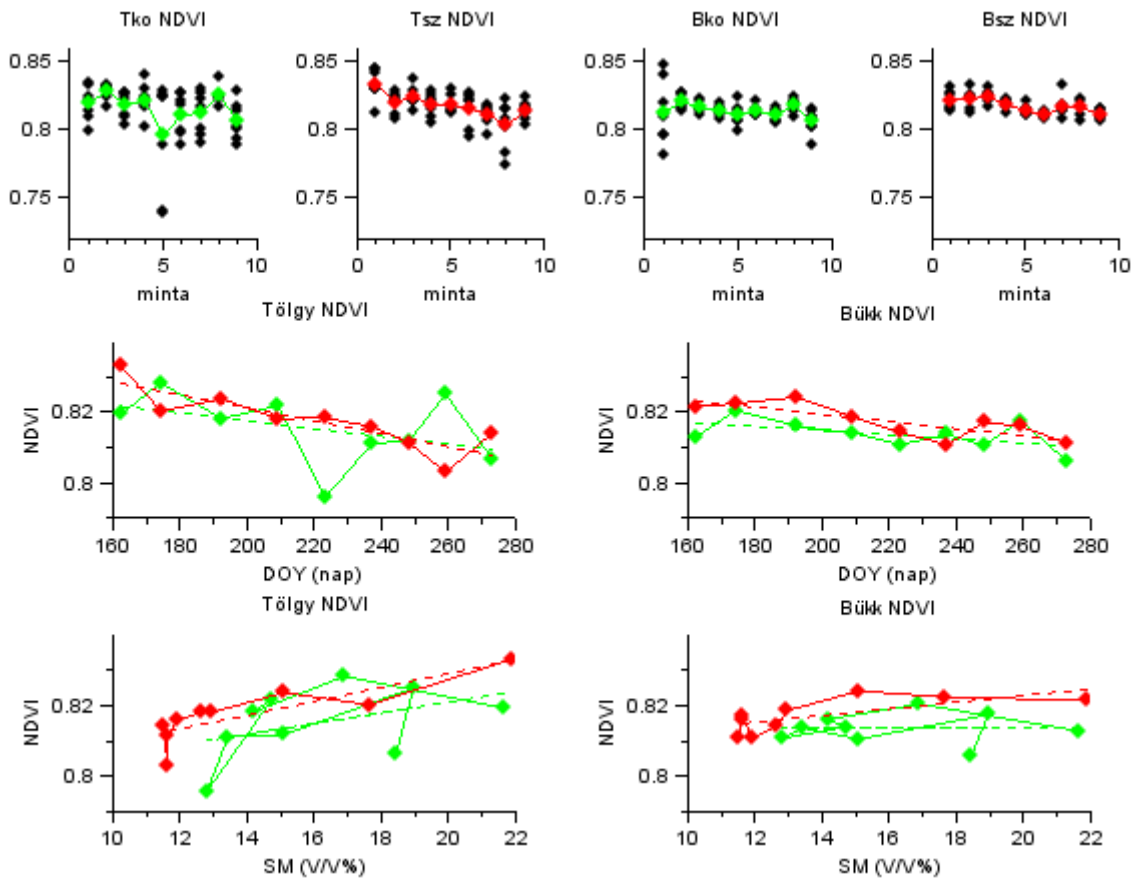 Tko NDVI
Tsz NDVI
Bko NDVI
Bsz NDVI
0.85
0.8
0.75
0 5 10
minta
0.85
0.8
0.75
0 5 10
minta
0.85
0.8
0.75
0 5 10
minta
0.85
0.8
0.75
0 5 10
minta
Tölgy NDVI
NDVI
0.82
0.8
160 180 200 220 240 260 280
DOY (nap)
Bükk NDVI
NDVI
0.82
0.8
160 180 200 220 240 260 280
DOY (nap)
Tölgy NDVI
NDVI
0.82
0.8
10 12 14 16 18 20 22
SM (V/V%)
Bükk NDVI
NDVI
0.82
0.8
10 12 14 16 18 20 22
SM (V/V%)